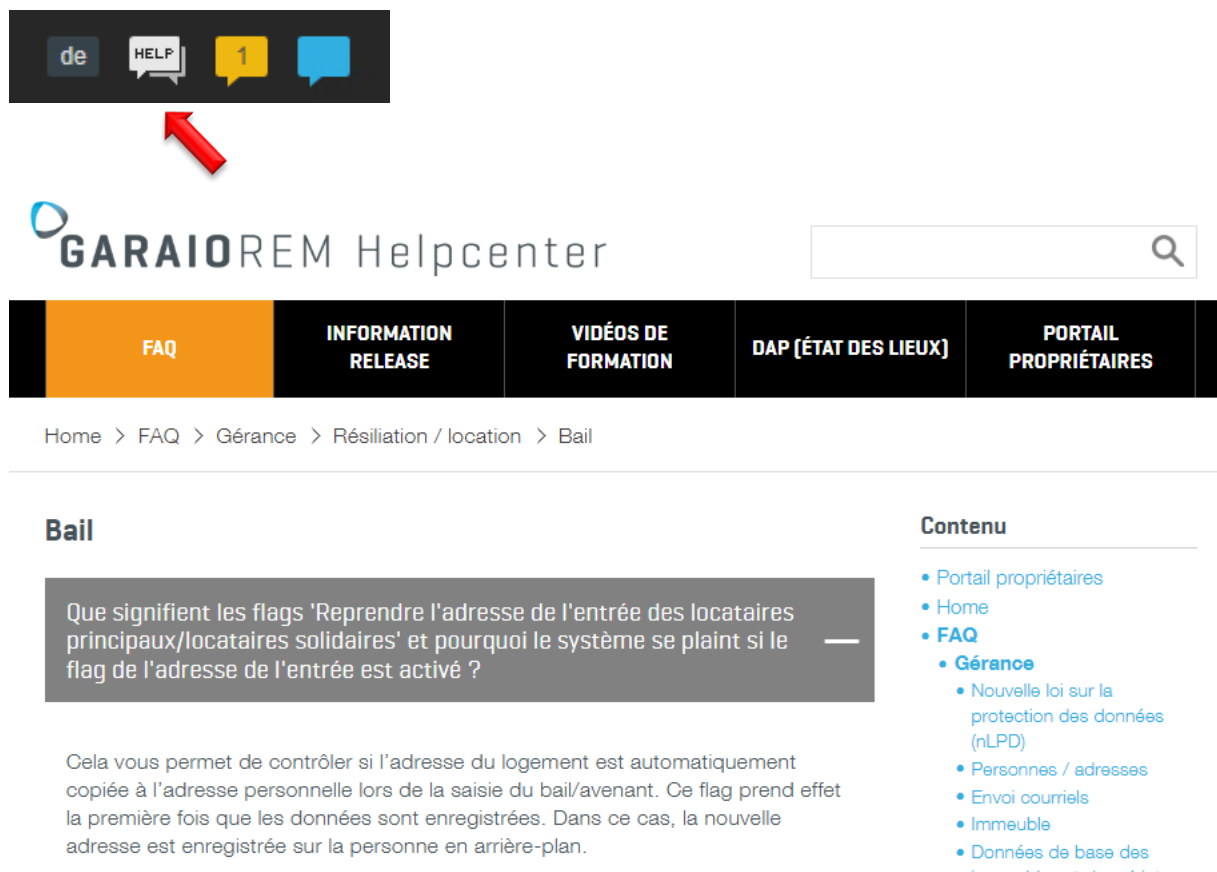 de
HELP
1
GARAIOREM Helpcenter
FAQ
INFORMATION
RELEASE
VIDÉOS DE
FORMATION
DAP (ÉTAT DES LIEUX)
PORTAIL
PROPRIÉTAIRES
Home > FAQ > Gérance > Résiliation / location > Bail
Bail
Que signifient les flags 'Reprendre l'adresse de l'entrée des locataires
principaux/locataires solidaires' et pourquoi le système se plaint si le
flag de l'adresse de l'entrée est activé ?
Cela vous permet de contrôler si l’adresse du logement est automatiquement
copiée à l’adresse personnelle lors de la saisie du bail/avenant. Ce flag prend effet
la première fois que les données sont enregistrées. Dans ce cas, la nouvelle
adresse est enregistrée sur la personne en arrière-plan.
Contenu
• Portail propriétaires
• Home
• FAQ
• Gérance
• Nouvelle loi sur la
protection des données
(nLPD)
• Personnes / adresses
• Envoi courriels
• Immeuble
• Données de base des